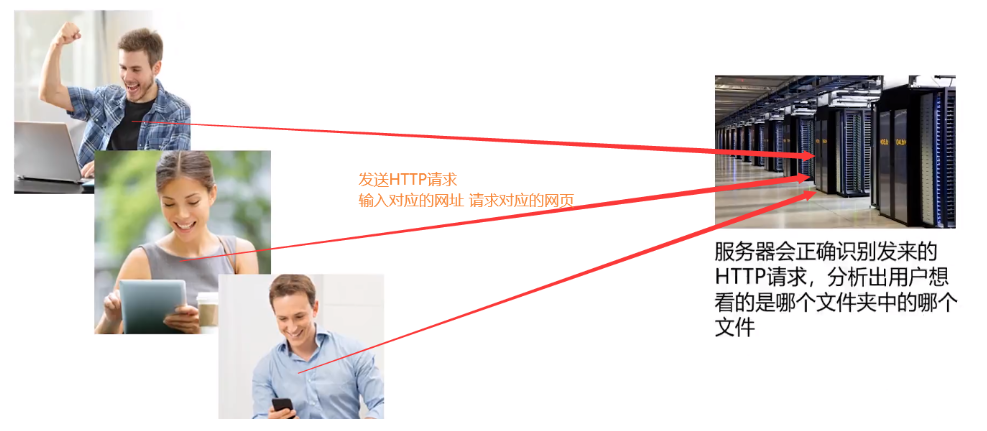 发送HTTP请求
输入对应的网址 请求对应的网页
服务器会正确识别发来的
HTTP请求，分析出用户想
看的是哪个文件夹中的哪个
文件